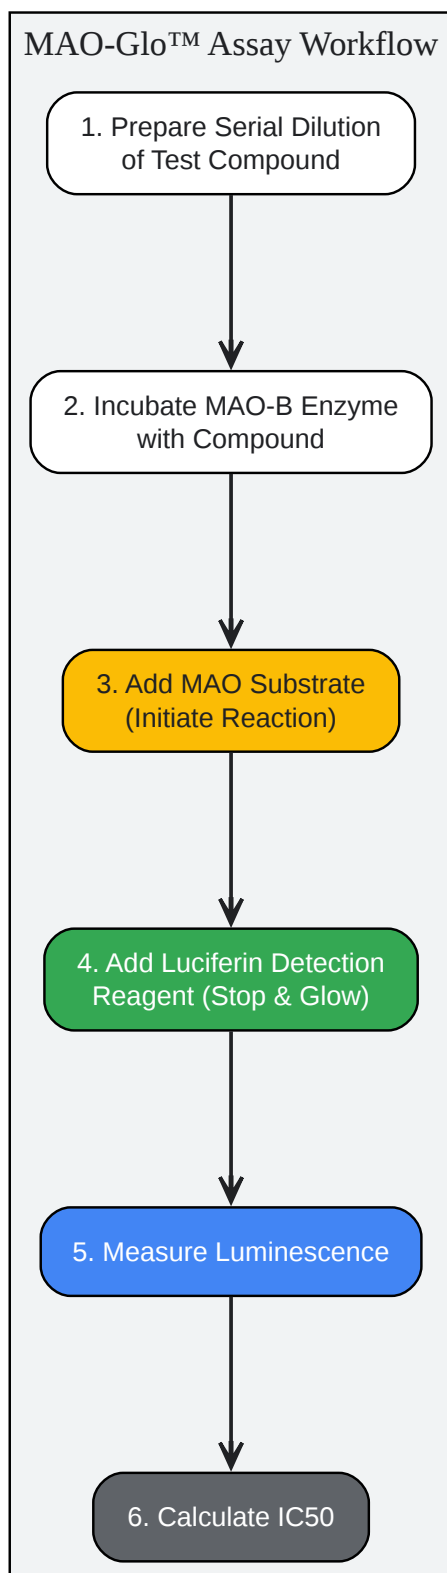 MAO-Glo™ Assay Workflow
1. Prepare Serial Dilution
of Test Compound
2. Incubate MAO-B Enzyme
with Compound
3. Add MAO Substrate
(Initiate Reaction)
4. Add Luciferin Detection
Reagent (Stop & Glow)
5. Measure Luminescence
6. Calculate IC50